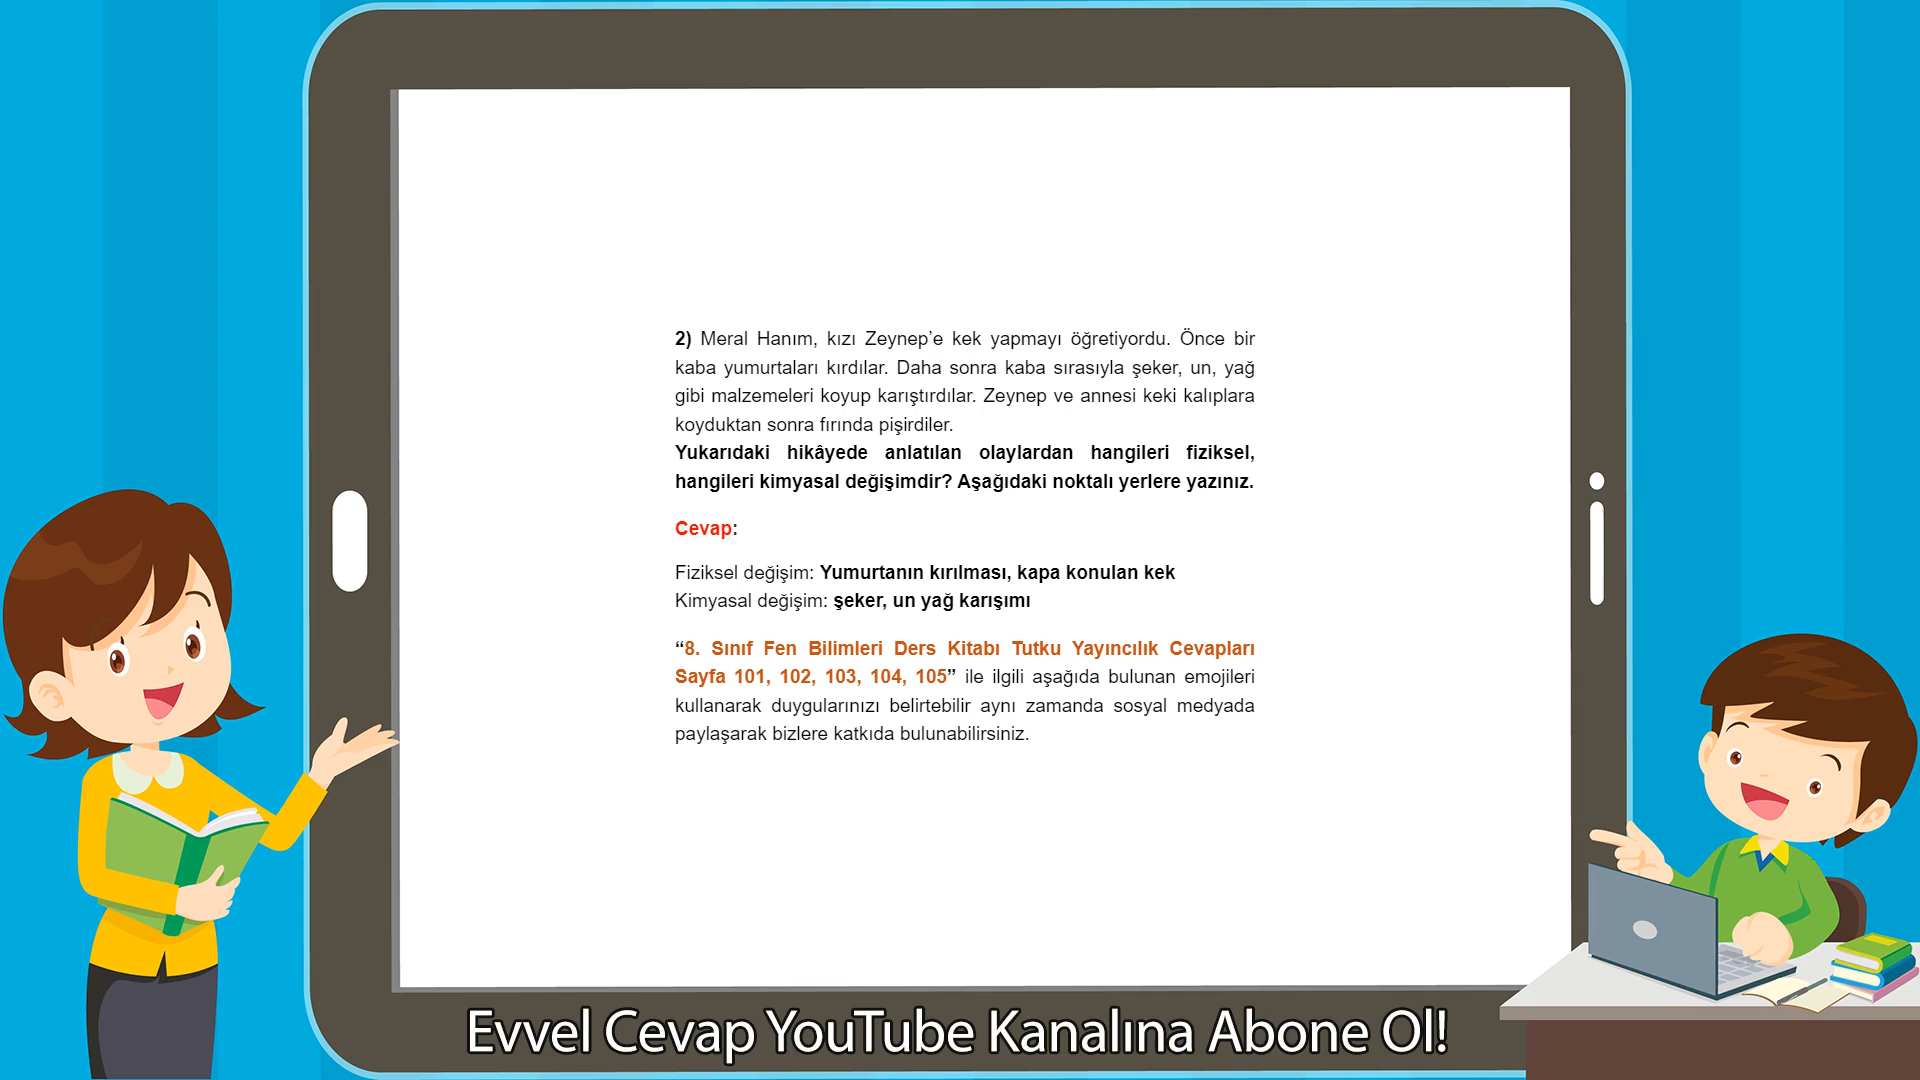 2) Meral Hanım, kızı Zeynep’e kek yapmayı öğretiyordu. Önce bir
kaba yumurtaları kırdılar. Daha sonra kaba sırasıyla şeker, un, yağ
gibi malzemeleri koyup karıştırdılar. Zeynep ve annesi keki kalıplara
koyduktan sonra fırında pişirdiler.
Yukarıdaki hikâyede anlatılan olaylardan hangileri fiziksel,
hangileri kimyasal değişimdir? Aşağıdaki noktalı yerlere yazınız.
Cevap:
Fiziksel değişim: Yumurtanın kırılması, kapa konulan kek
Kimyasal değişim: şeker, un yağ karışımı
“8. Sınıf Fen Bilimleri Ders Kitabı Tutku Yayıncılık Cevapları
Sayfa 101, 102, 103, 104, 105” ile ilgili aşağıda bulunan emojileri
kullanarak duygularınızı belirtebilir aynı zamanda sosyal medyada
paylaşarak bizlere katkıda bulunabilirsiniz.
Evvel Cevap YouTube Kanalına Abone Ol!